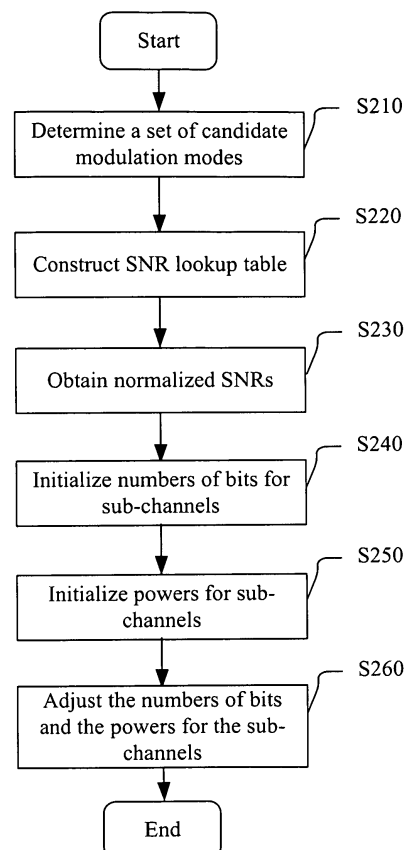 Start
S210
Determine a set of candidate
modulation modes
S220
Construct SNR lookup table
S230
Obtain normalized SNRs
S240
Initialize numbers of bits for
sub-channels
S250
Initialize powers for sub-
channels
S260
Adjust the numbers of bits
and the powers for the sub-
channels
End